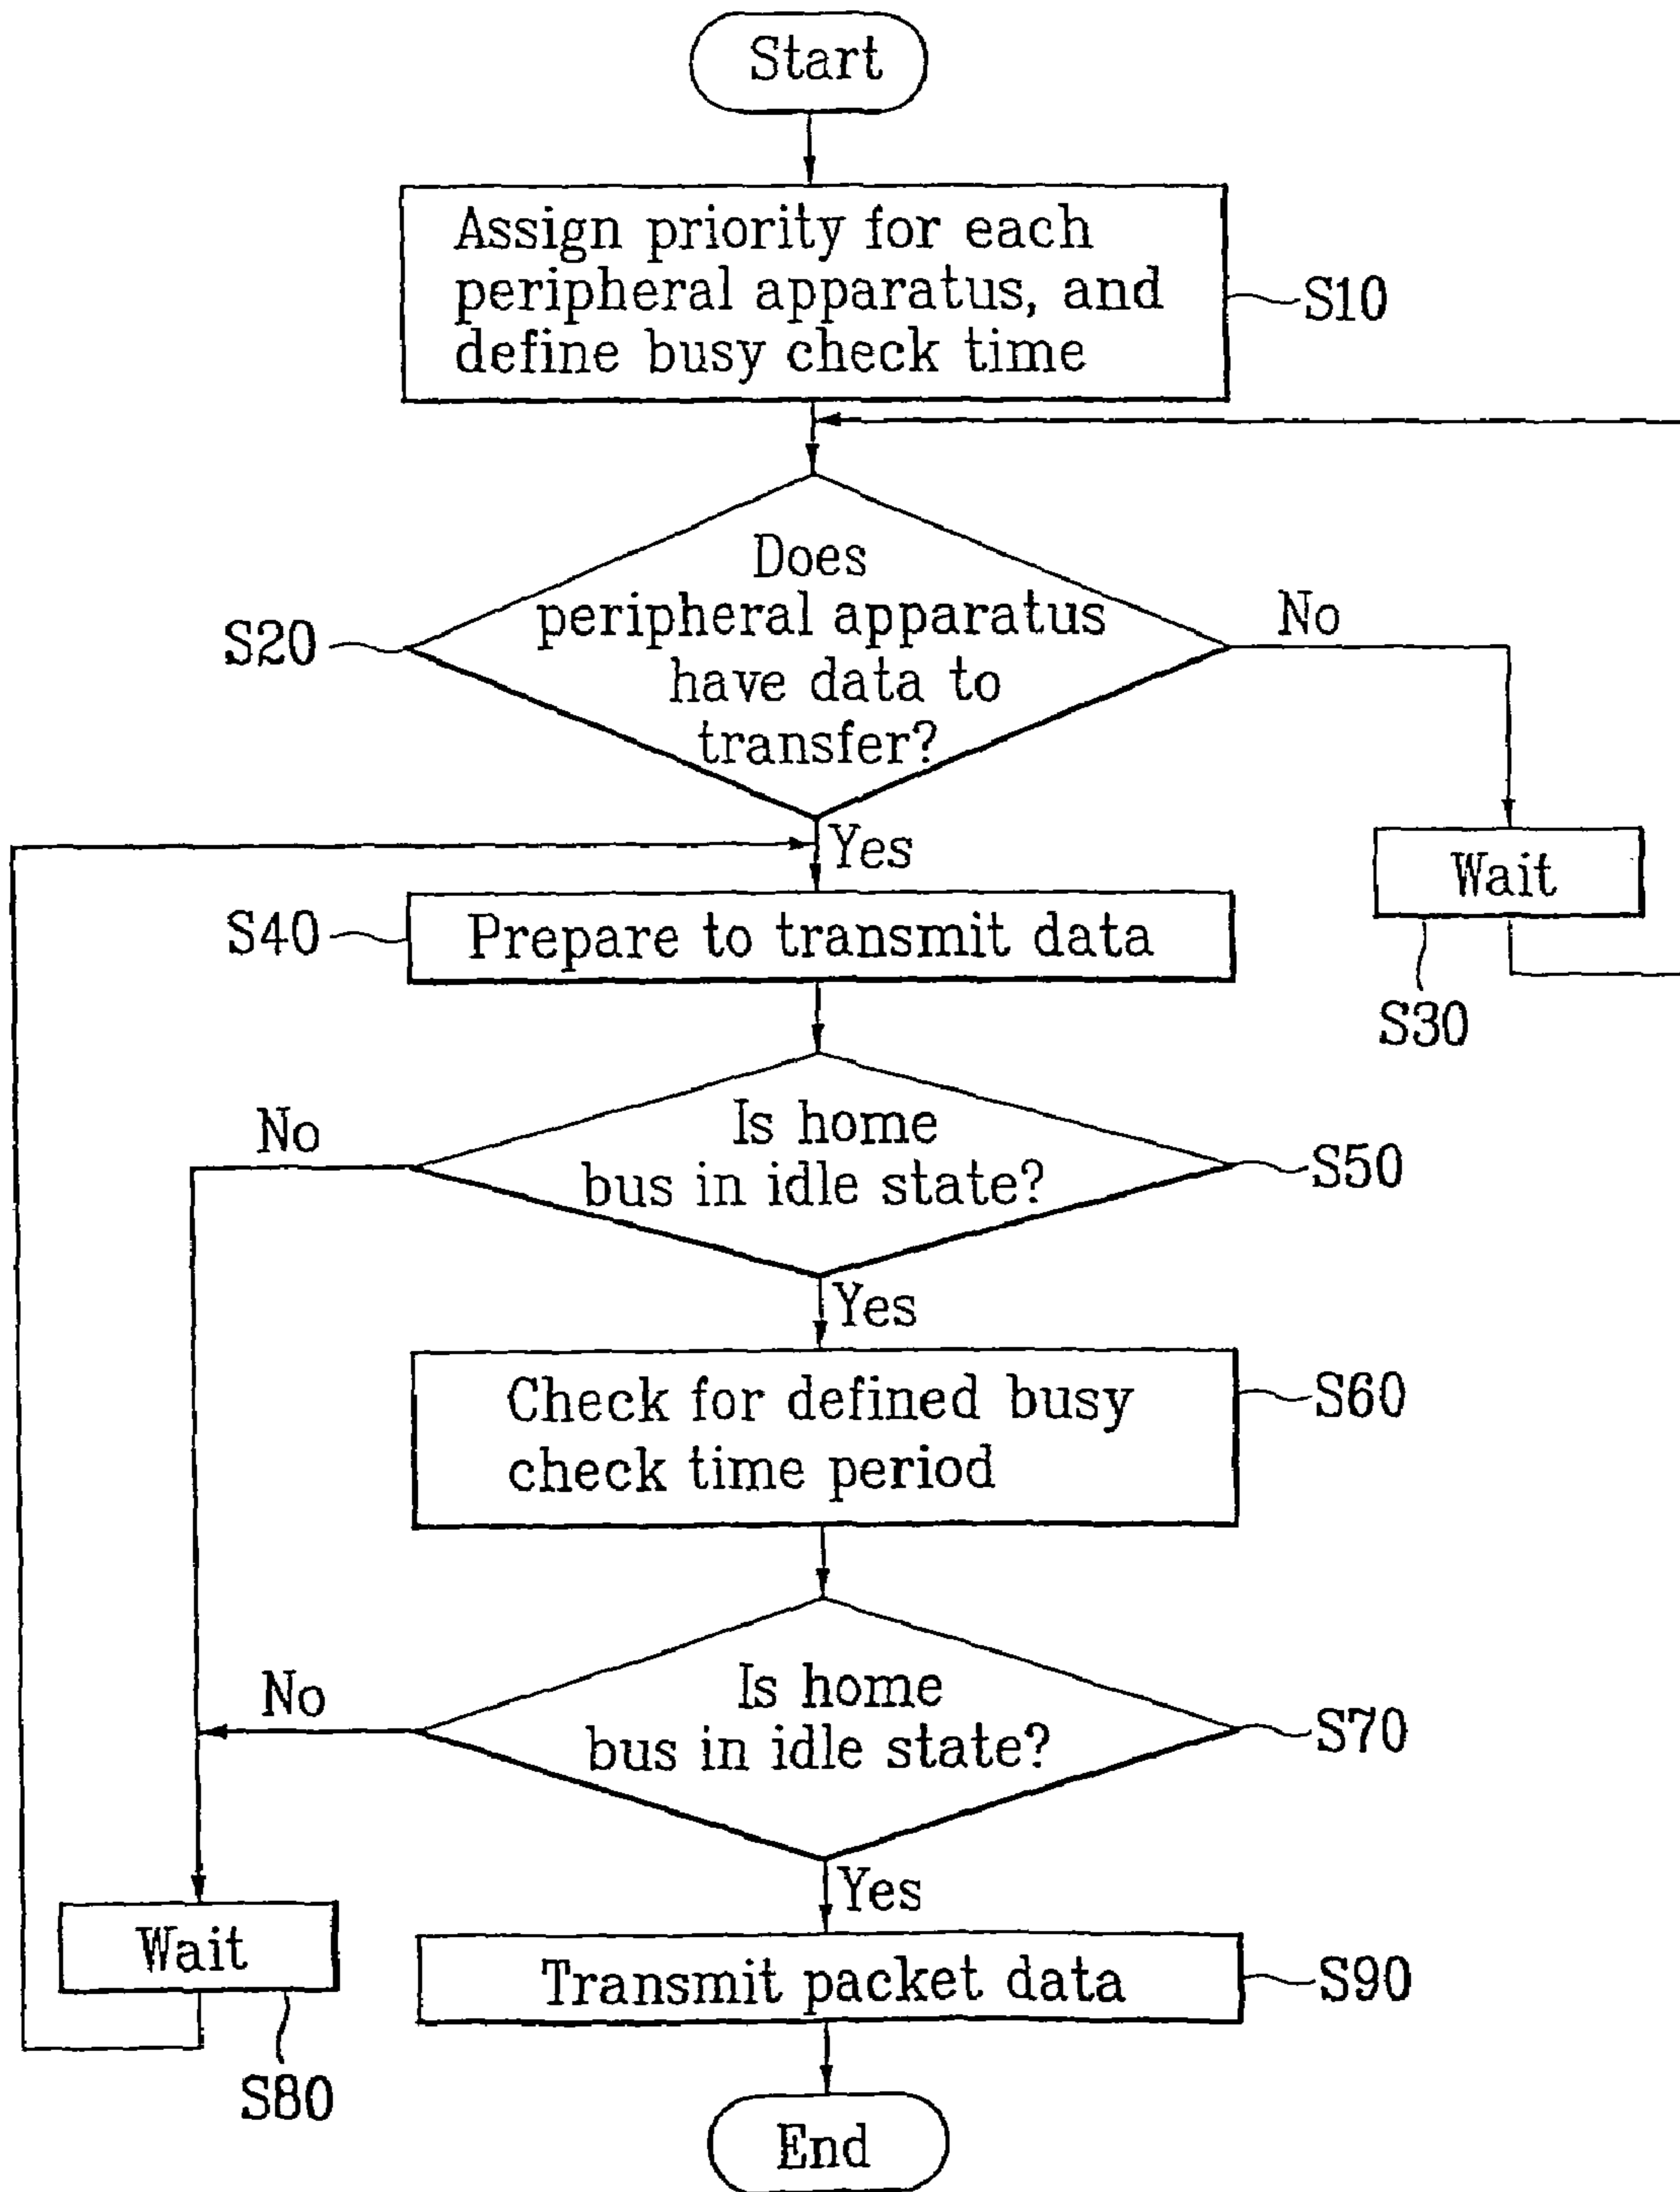 Start
Assign priority for each
peripheral apparatus, and
define busy check time
S10
Does
peripheral apparatus
have data to
transfer?
S20
No
Yes
Wait
S30
S40
Prepare to transmit data
No
Is home
bus in idle state?
S50
Yes
Check for defined busy
check time period
S60
No
Is home
bus in idle state?
S70
Yes
Wait
S80
Transmit packet data
S90
End